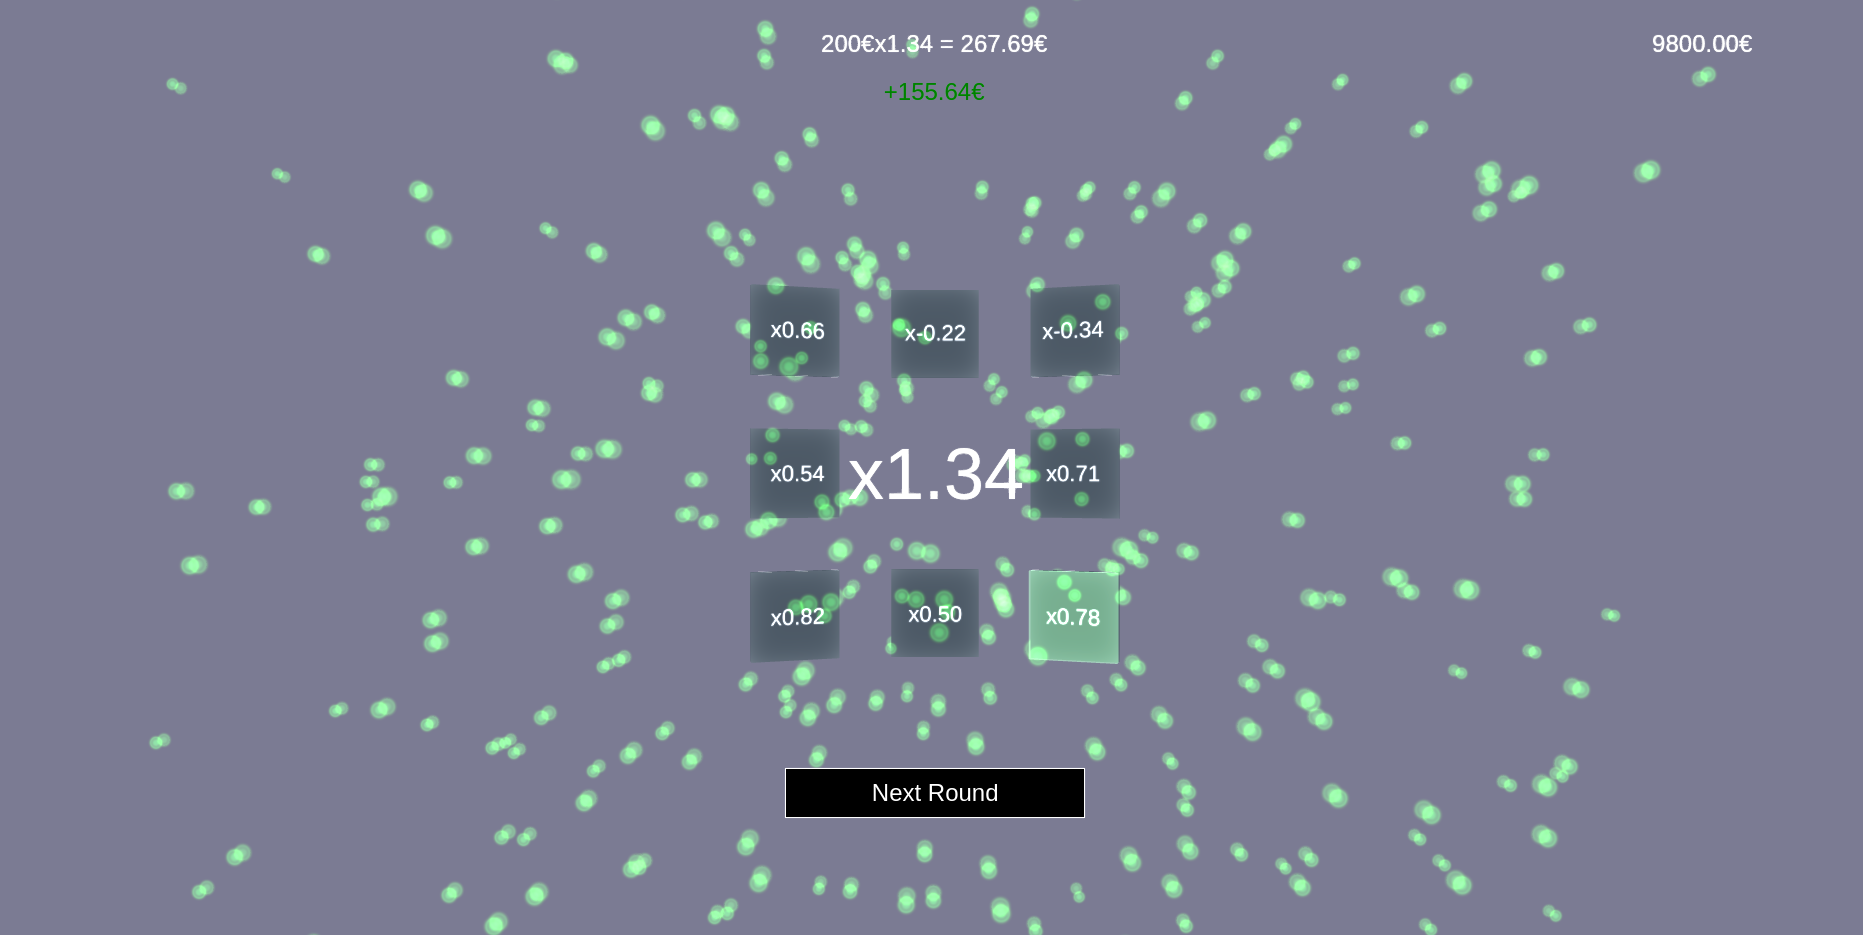 200€x1.34 = 267.69€
9800.00€
+155.64€
x0.66
x-0.22
x-0.34
x0.54
x1.34
x0.71
x0.82
x0.50
x0.78
Next Round